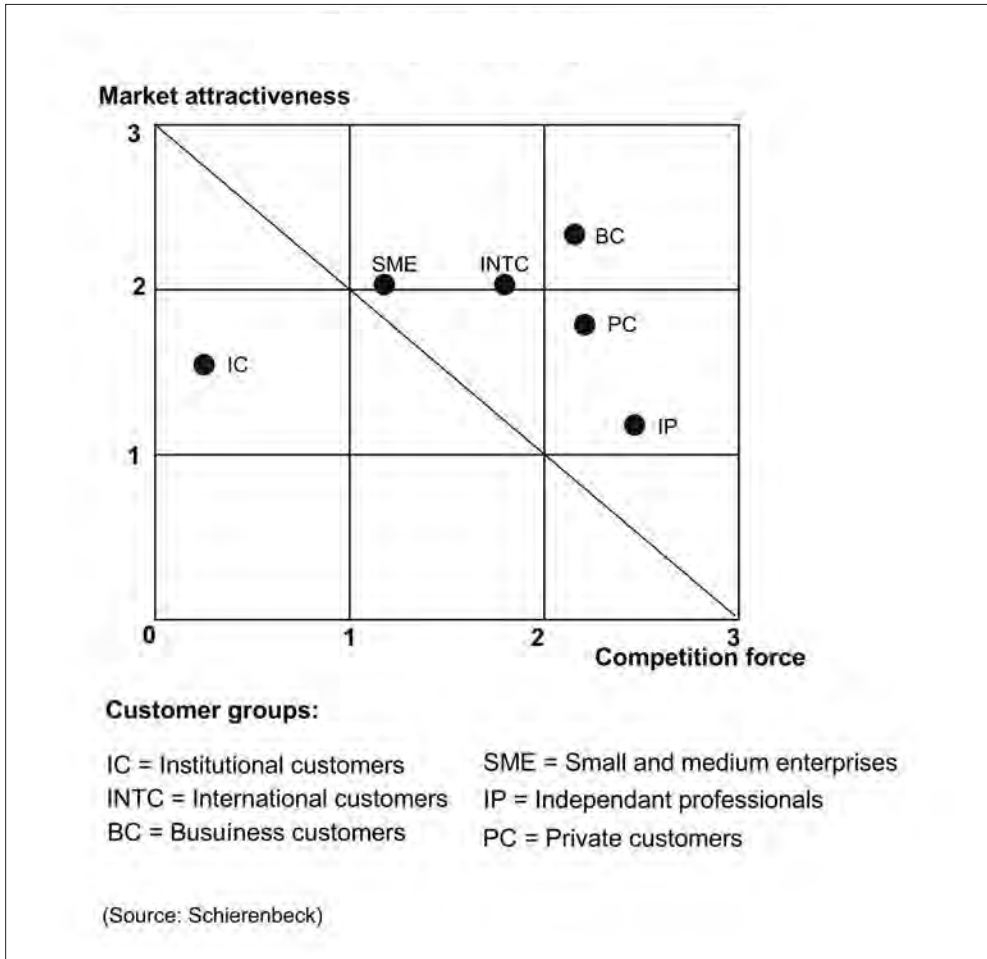 Market attractiveness
3
BC
SME INTC
2
PC
IC
IP
1
0 1 2 3
Competition force
Customer groups:
IC = Institutional customers
INTC = International customers
BC = Busuiness customers
SME = Small and medium enterprises
IP = Independant professionals
PC = Private customers
(Source: Schierenbeck)